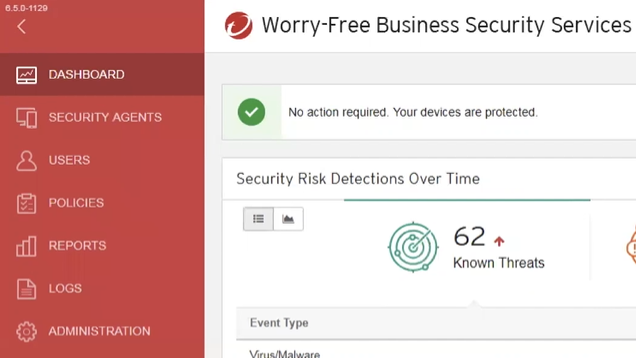 6.5.0-1129
Worry-Free Business Security Services
DASHBOARD
SECURITY AGENTS
USERS
POLICIES
REPORTS
LOGS
ADMINISTRATION
No action required. Your devices are protected.
Security Risk Detections Over Time
62
Known Threats
Event Type
Virus/Malware